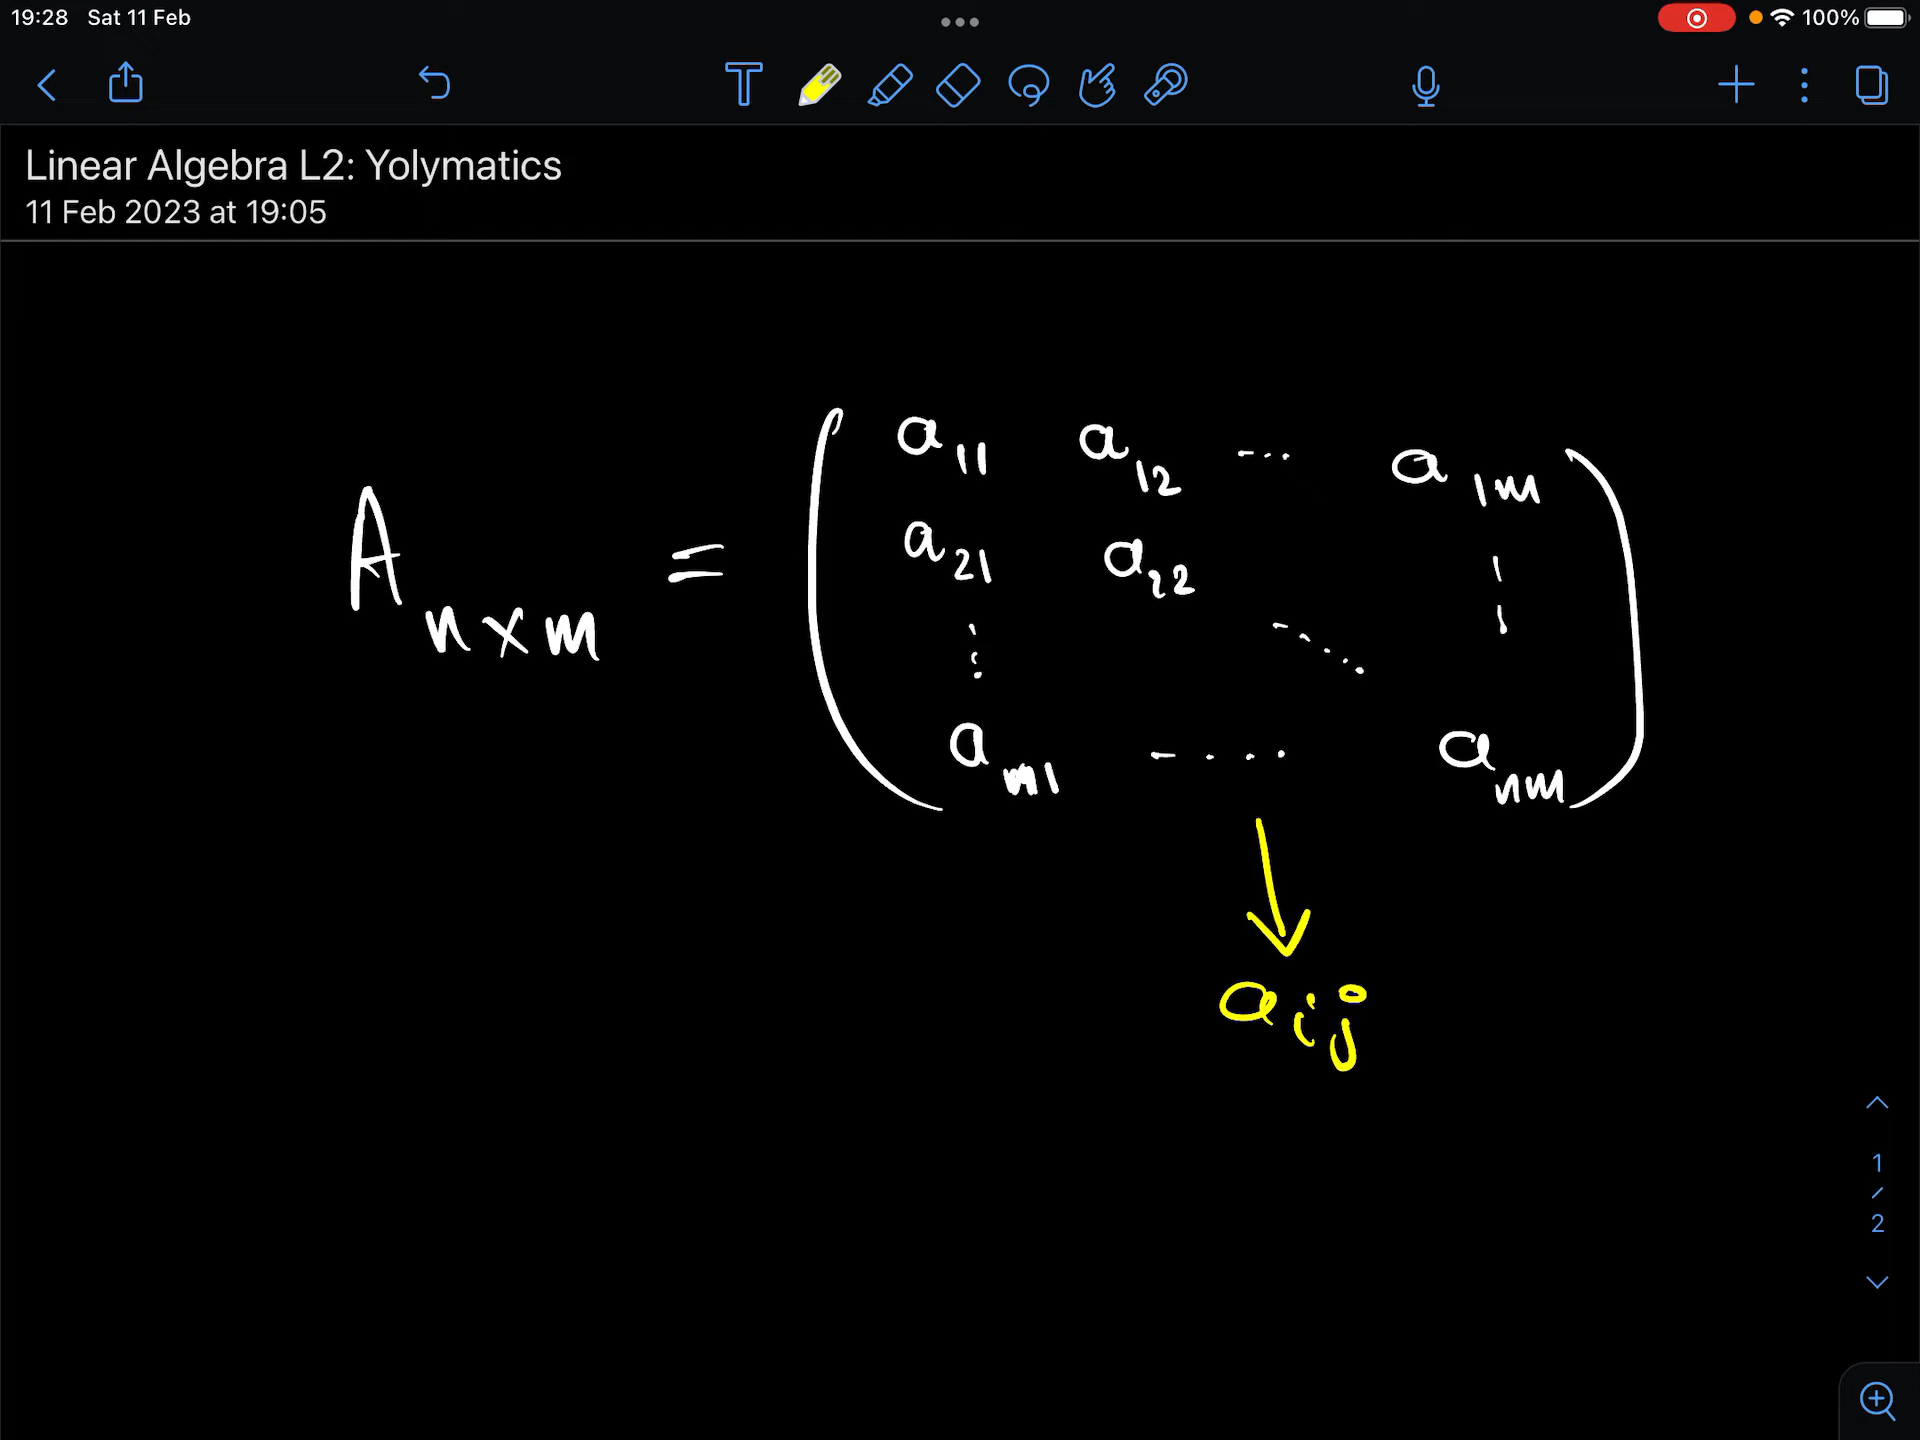 19:28 Sat 11 Feb 100%
T
Linear Algebra L2: Yolymatics
11 Feb 2023 at 19:05
A n×m = ( a11 a12 ... a1m
a21 a22 ⋮
⋮ ⋱
am1 .... anm )
aij
1
/
2